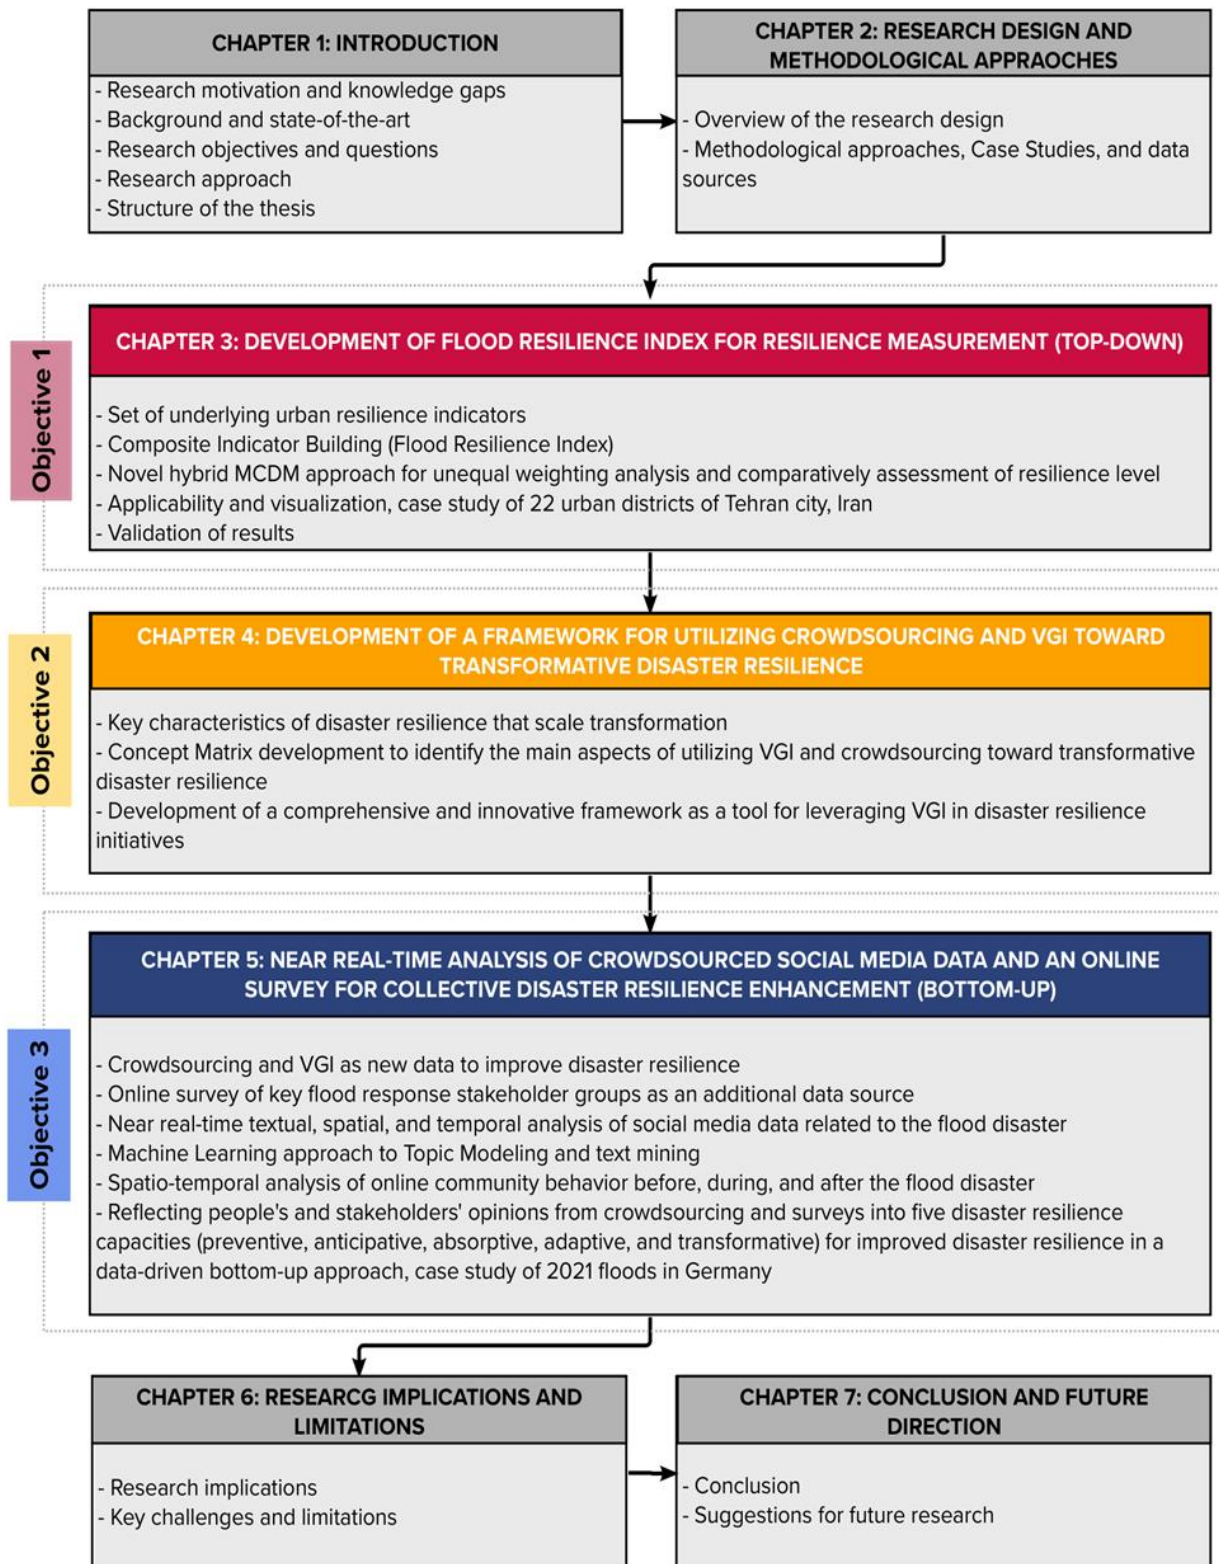 CHAPTER 1: INTRODUCTION
- Research motivation and knowledge gaps
- Background and state-of-the-art
- Research objectives and questions
- Research approach
- Structure of the thesis
CHAPTER 2: RESEARCH DESIGN AND
METHODOLOGICAL APPRAOCHES
- Overview of the research design
- Methodological approaches, Case Studies, and data
sources
Objective 1
CHAPTER 3: DEVELOPMENT OF FLOOD RESILIENCE INDEX FOR RESILIENCE MEASUREMENT (TOP-DOWN)
- Set of underlying urban resilience indicators
- Composite Indicator Building (Flood Resilience Index)
- Novel hybrid MCDM approach for unequal weighting analysis and comparatively assessment of resilience level
- Applicability and visualization, case study of 22 urban districts of Tehran city, Iran
- Validation of results
Objective 2
CHAPTER 4: DEVELOPMENT OF A FRAMEWORK FOR UTILIZING CROWDSOURCING AND VGI TOWARD
TRANSFORMATIVE DISASTER RESILIENCE
- Key characteristics of disaster resilience that scale transformation
- Concept Matrix development to identify the main aspects of utilizing VGI and crowdsourcing toward transformative
disaster resilience
- Development of a comprehensive and innovative framework as a tool for leveraging VGI in disaster resilience
initiatives
Objective 3
CHAPTER 5: NEAR REAL-TIME ANALYSIS OF CROWDSOURCED SOCIAL MEDIA DATA AND AN ONLINE
SURVEY FOR COLLECTIVE DISASTER RESILIENCE ENHANCEMENT (BOTTOM-UP)
- Crowdsourcing and VGI as new data to improve disaster resilience
- Online survey of key flood response stakeholder groups as an additional data source
- Near real-time textual, spatial, and temporal analysis of social media data related to the flood disaster
- Machine Learning approach to Topic Modeling and text mining
- Spatio-temporal analysis of online community behavior before, during, and after the flood disaster
- Reflecting people's and stakeholders' opinions from crowdsourcing and surveys into five disaster resilience
capacities (preventive, anticipative, absorptive, adaptive, and transformative) for improved disaster resilience in a
data-driven bottom-up approach, case study of 2021 floods in Germany
CHAPTER 6: RESEARCG IMPLICATIONS AND
LIMITATIONS
- Research implications
- Key challenges and limitations
CHAPTER 7: CONCLUSION AND FUTURE
DIRECTION
- Conclusion
- Suggestions for future research